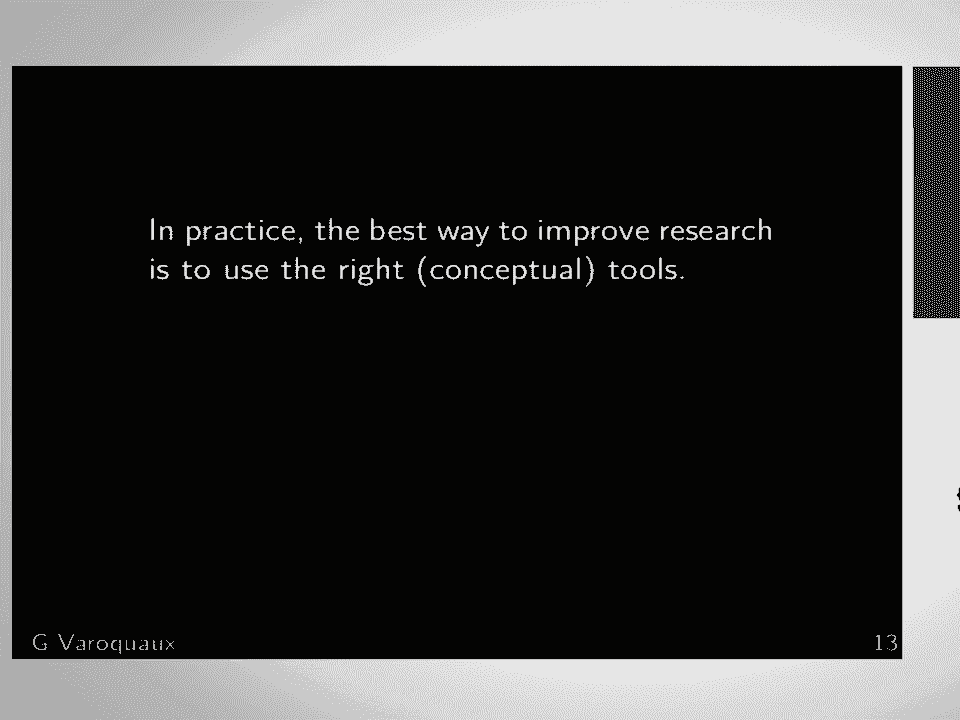 In practice, the best way to improve research
is to use the right (conceptual) tools.
G Varoquaux
13